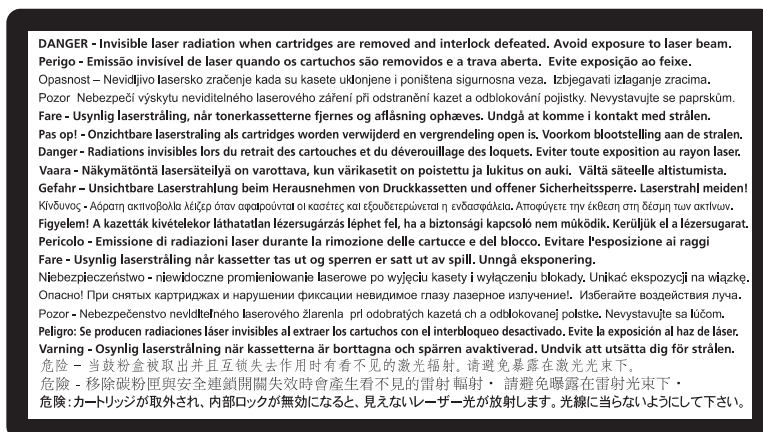 DANGER - Invisible laser radiation when cartridges are removed and interlock defeated. Avoid exposure to laser beam.
Perigo - Emissão invisível de laser quando os cartuchos são removidos e a trava aberta. Evite exposição ao feixe.
Opasnost – Nevidljivo lasersko zračenje kada su kasete uklonjene i poništena sigurnosna veza. Izbjegavati izlaganje zracima.
Pozor Nebezpečí výskytu neviditelného laserového záření při odstranění kazet a odblokování pojistky. Nevystavujte se paprskům.
Fare - Usynlig laserstråling, når tonerkassetterne fjernes og aflåsning ophæves. Undgå at komme i kontakt med strålen.
Pas op! - Onzichtbare laserstraling als cartridges worden verwijderd en vergrendeling open is. Voorkom blootstelling aan de stralen.
Danger - Radiations invisibles lors du retrait des cartouches et du déverouillage des loquets. Eviter toute exposition au rayon laser.
Vaara - Näkymätöntä lasersäteilyä on varottava, kun värikasetit on poistettu ja lukitus on auki. Vältä säteelle altistumista.
Gefahr – Unsichtbare Laserstrahlung beim Herausnehmen von Druckkassetten und offener Sicherheitssperre. Laserstrahl meiden!
Κίνδυνος - Αόρατη ακτινοβολία λέιζερ όταν αφαιρούνται οι κασέτες και εξουδετερώνεται η ενδασφάλεια. Αποφύγετε την έκθεση στη δέσμη των ακτίνων.
Figyelem! A kazetták kivételekor láthatatlan lézersugárzás léphet fel, ha a biztonsági kapcsoló nem mûködik. Kerüljük el a lézersugarat.
Pericolo - Emissione di radiazioni laser durante la rimozione delle cartucce e del blocco. Evitare l'esposizione ai raggi
Fare - Usynlig laserstråling når kassetter tas ut og sperren er satt ut av spill. Unngå eksponering.
Niebezpieczeństwo - niewidoczne promieniowanie laserowe po wyjęciu kasety i wyłączeniu blokady. Unikać ekspozycji na wiązkę.
Опасно! При снятых картриджах и нарушении фиксации невидимое глазу лазерное излучение!. Избегайте воздействия луча.
Pozor - Nebezpečenstvo nevldlteľného laserového žlarenla prl odobratých kazetá ch a odblokovanej polstke. Nevystavujte sa lúčom.
Peligro: Se producen radiaciones láser invisibles al extraer los cartuchos con el interbloqueo desactivado. Evite la exposición al haz de láser.
Varning - Osynlig laserstrålning när kassetterna är borttagna och spärren avaktiverad. Undvik att utsätta dig för strålen.
危险 - 当鼓粉盒被取出并且互锁失去作用时有看不见的激光辐射. 请避免暴露在激光光束下。
危險 - 移除碳粉匣與安全連鎖開關失效時會產生看不見的雷射輻射・ 請避免曝露在雷射光束下・
危険：カートリッジが取外され、内部ロックが無効になると、見えないレーザー光が放射します。光線に当らないようにして下さい。